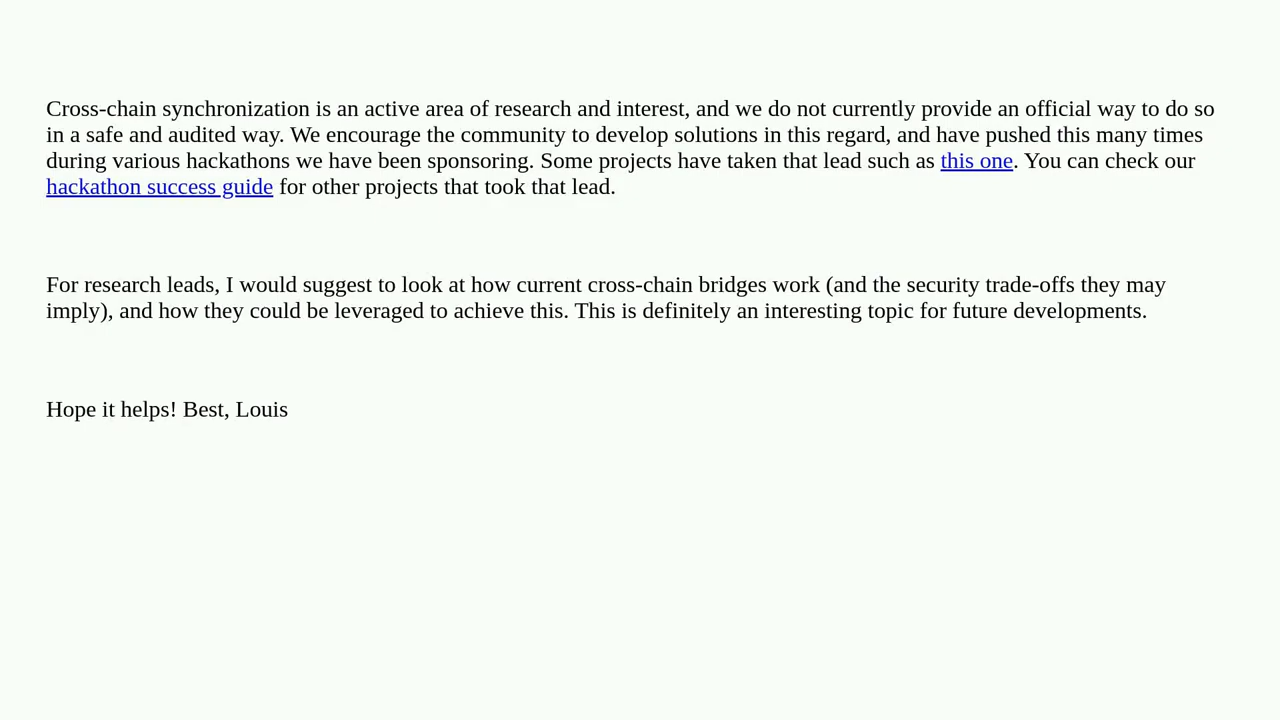 Cross-chain synchronization is an active area of research and interest, and we do not currently provide an official way to do so
in a safe and audited way. We encourage the community to develop solutions in this regard, and have pushed this many times
during various hackathons we have been sponsoring. Some projects have taken that lead such as this one. You can check our
hackathon success guide for other projects that took that lead.
For research leads, I would suggest to look at how current cross-chain bridges work (and the security trade-offs they may
imply), and how they could be leveraged to achieve this. This is definitely an interesting topic for future developments.
Hope it helps! Best, Louis